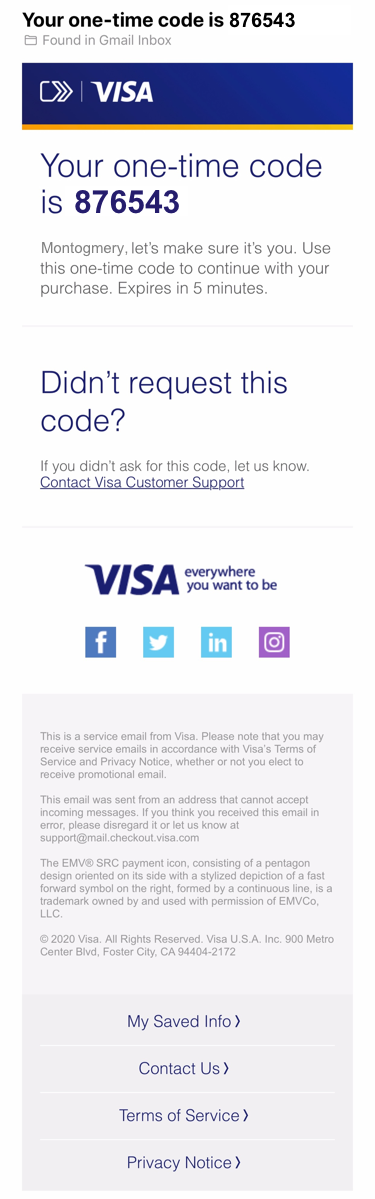 Your one-time code is 876543
Found in Gmail Inbox
VISA
Your one-time code
is 876543
Montogmery, let’s make sure it’s you. Use
this one-time code to continue with your
purchase. Expires in 5 minutes.
Didn’t request this
code?
If you didn’t ask for this code, let us know.
Contact Visa Customer Support
VISA everywhere
you want to be
This is a service email from Visa. Please note that you may
receive service emails in accordance with Visa’s Terms of
Service and Privacy Notice, whether or not you elect to
receive promotional email.
This email was sent from an address that cannot accept
incoming messages. If you think you received this email in
error, please disregard it or let us know at
support@mail.checkout.visa.com
The EMV® SRC payment icon, consisting of a pentagon
design oriented on its side with a stylized depiction of a fast
forward symbol on the right, formed by a continuous line, is a
trademark owned by and used with permission of EMVCo,
LLC.
© 2020 Visa. All Rights Reserved. Visa U.S.A. Inc. 900 Metro
Center Blvd, Foster City, CA 94404-2172
My Saved Info ❯
Contact Us ❯
Terms of Service ❯
Privacy Notice ❯